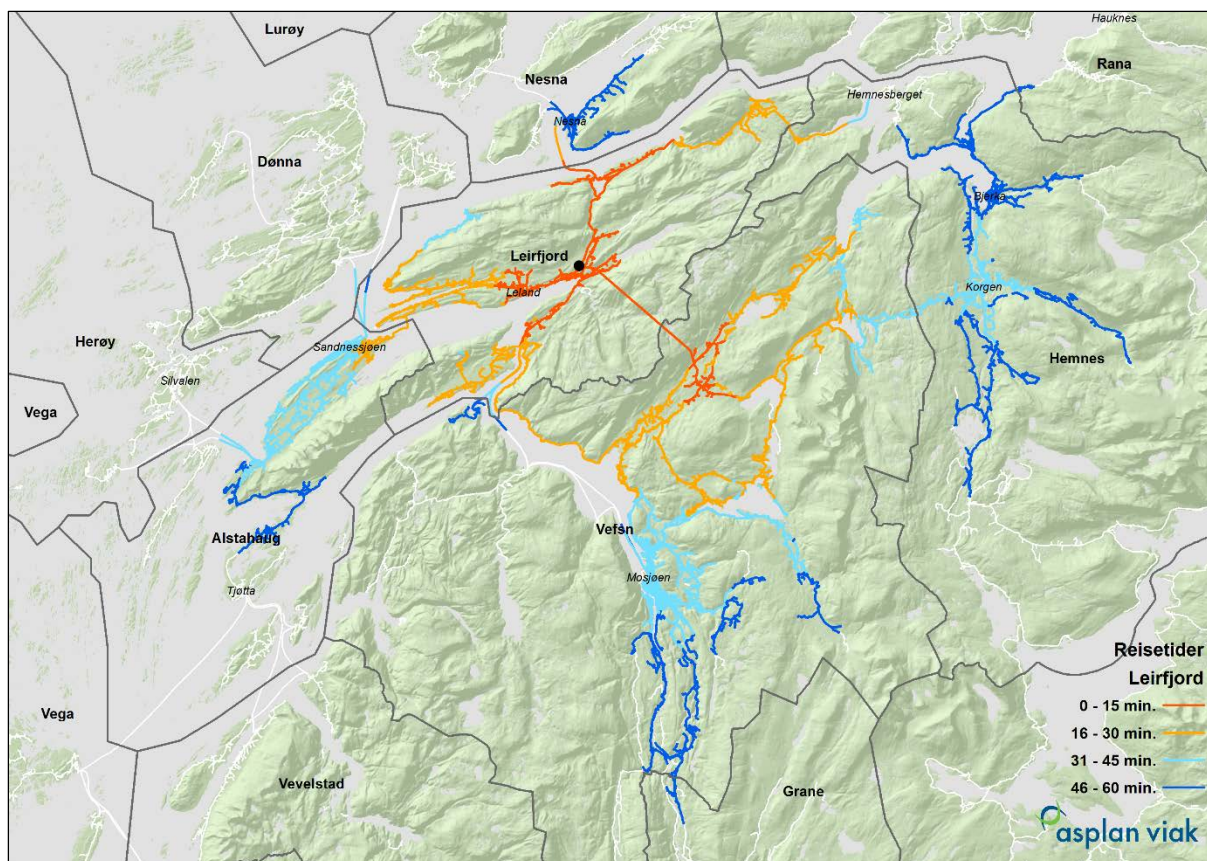 Hauknes
Lurøy
Rana
Nesna
Hemnesberget
Nesna
Dønna
Bjerka
Leirfjord
Leland
Korgen
Herøy
Sandnessjøen
Hemnes
Silvalen
Vega
Vefsn
Alstahaug
Mosjøen
Tjøtta
Reisetider
Leirfjord
0 - 15 min.
16 - 30 min.
31 - 45 min.
46 - 60 min.
Vega
Vevelstad
Grane
asplan viak